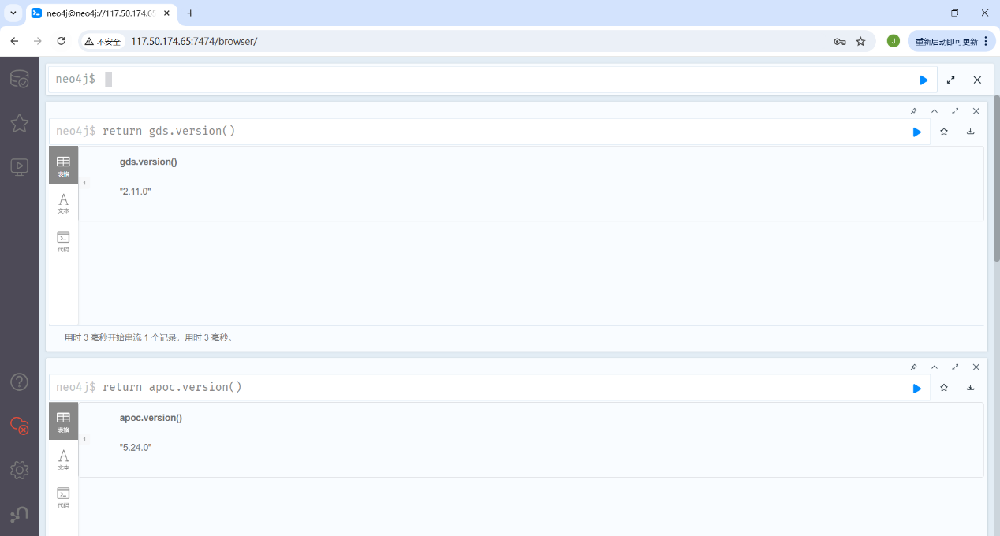 neo4j@neo4j://117.50.174.65
不安全
117.50.174.65:7474/browser/
J
重新启动即可更新
neo4j$
neo4j$ return gds.version()
表格
gds.version()
1
"2.11.0"
文本
代码
用时 3 毫秒开始串流 1 个记录，用时 3 毫秒。
neo4j$ return apoc.version()
表格
apoc.version()
1
"5.24.0"
文本
代码